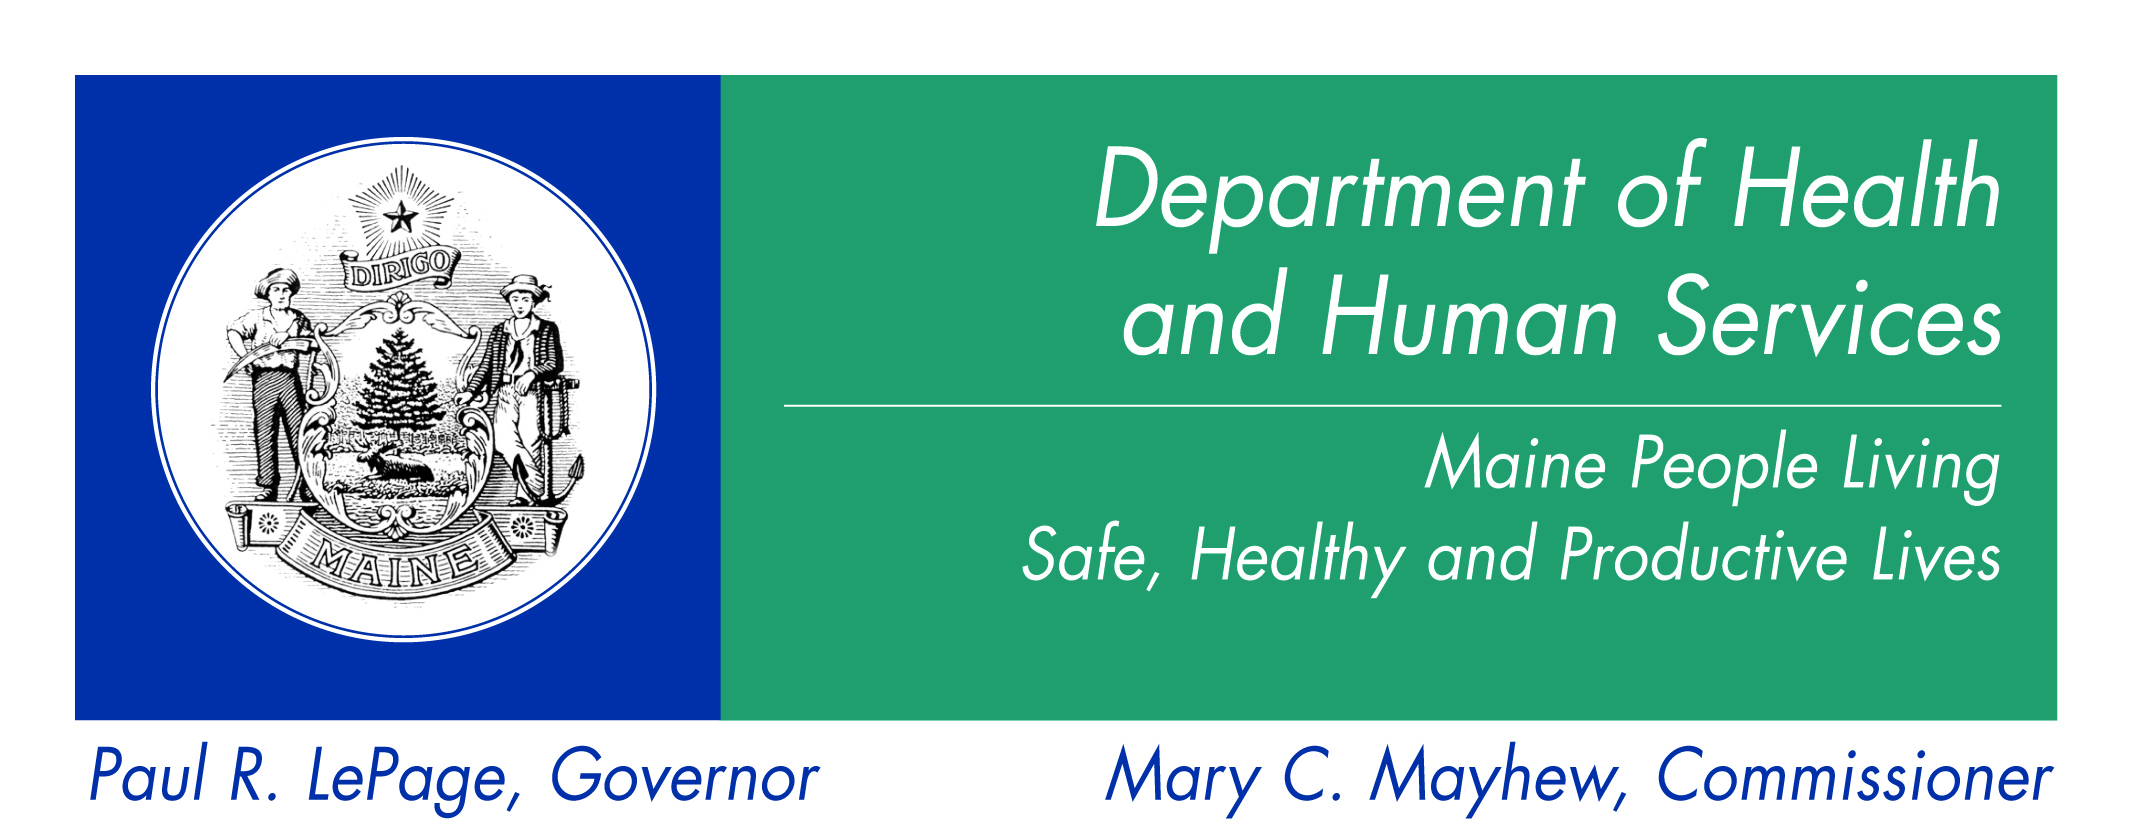 DIRIGO
MAINE
Department of Health
and Human Services
Maine People Living
Safe, Healthy and Productive Lives
Paul R. LePage, Governor
Mary C. Mayhew, Commissioner